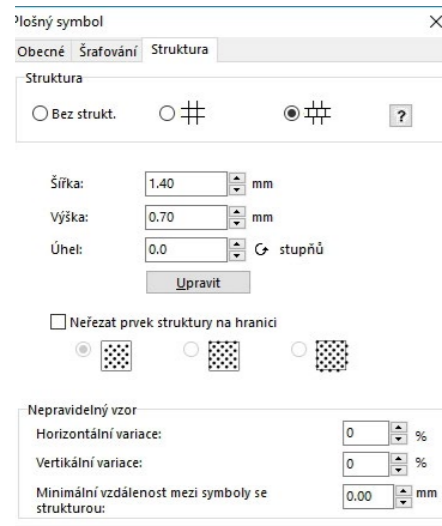 Plošný symbol
Obecné Šrafování Struktura
Struktura
Bez strukt. ?
Šířka: 1.40 mm
Výška: 0.70 mm
Úhel: 0.0 stupňů
Upravit
Neřezat prvek struktury na hranici
Nepravidelný vzor
Horizontální variace: 0 %
Vertikální variace: 0 %
Minimální vzdálenost mezi symboly se 0.00 mm
strukturou: